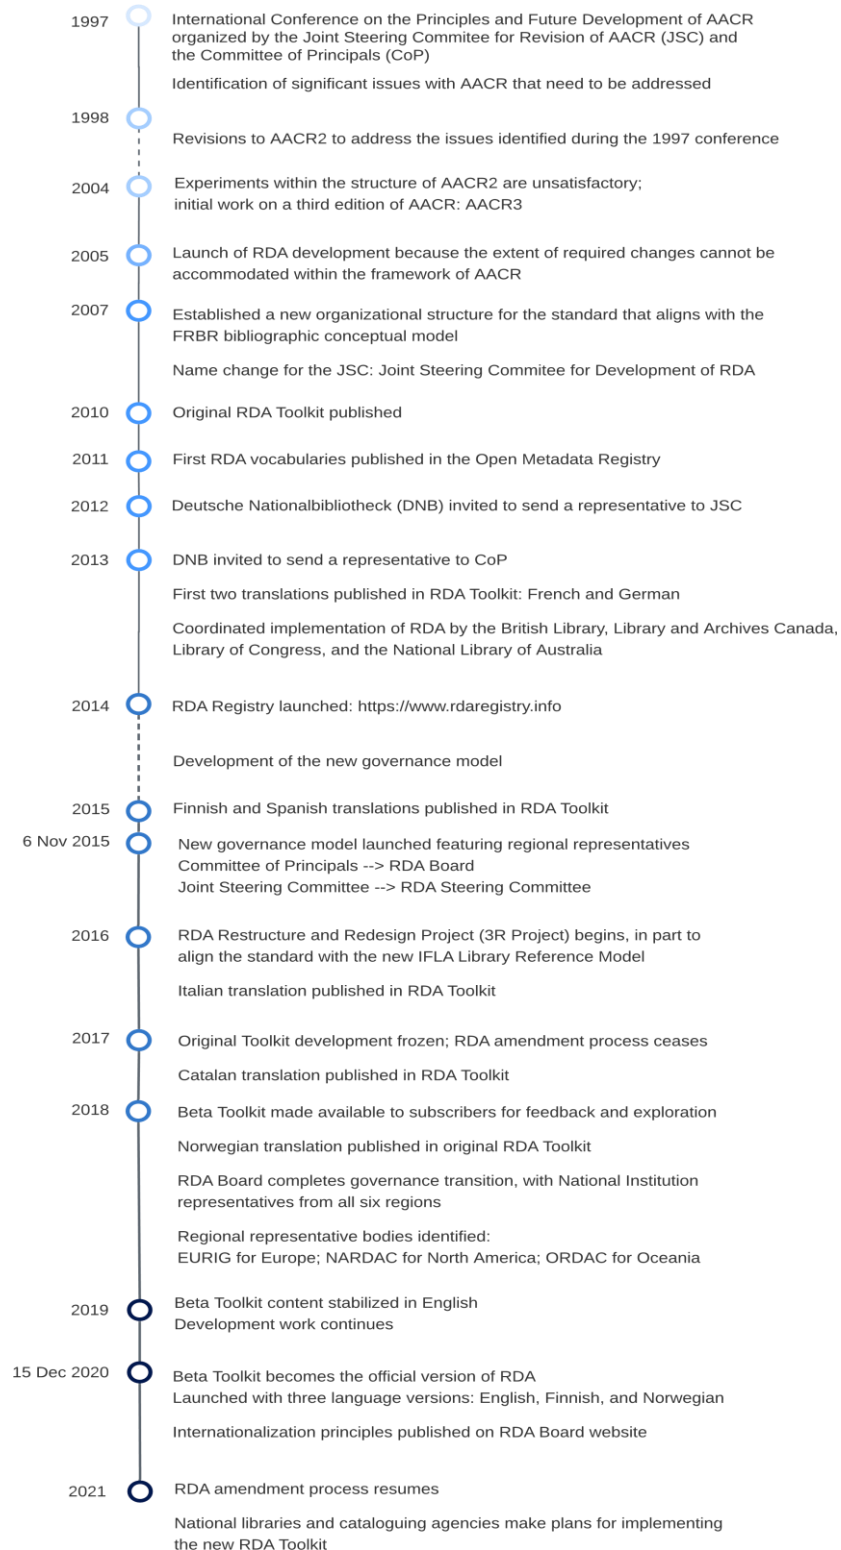 1997
International Conference on the Principles and Future Development of AACR
organized by the Joint Steering Commitee for Revision of AACR (JSC) and
the Committee of Principals (CoP)
Identification of significant issues with AACR that need to be addressed
1998
Revisions to AACR2 to address the issues identified during the 1997 conference
2004
Experiments within the structure of AACR2 are unsatisfactory;
initial work on a third edition of AACR: AACR3
2005
Launch of RDA development because the extent of required changes cannot be
accommodated within the framework of AACR
2007
Established a new organizational structure for the standard that aligns with the
FRBR bibliographic conceptual model
Name change for the JSC: Joint Steering Commitee for Development of RDA
2010
Original RDA Toolkit published
2011
First RDA vocabularies published in the Open Metadata Registry
2012
Deutsche Nationalbibliotheck (DNB) invited to send a representative to JSC
2013
DNB invited to send a representative to CoP
First two translations published in RDA Toolkit: French and German
Coordinated implementation of RDA by the British Library, Library and Archives Canada,
Library of Congress, and the National Library of Australia
2014
RDA Registry launched: https://www.rdaregistry.info
Development of the new governance model
2015
Finnish and Spanish translations published in RDA Toolkit
6 Nov 2015
New governance model launched featuring regional representatives
Committee of Principals --> RDA Board
Joint Steering Committee --> RDA Steering Committee
2016
RDA Restructure and Redesign Project (3R Project) begins, in part to
align the standard with the new IFLA Library Reference Model
Italian translation published in RDA Toolkit
2017
Original Toolkit development frozen; RDA amendment process ceases
Catalan translation published in RDA Toolkit
2018
Beta Toolkit made available to subscribers for feedback and exploration
Norwegian translation published in original RDA Toolkit
RDA Board completes governance transition, with National Institution
representatives from all six regions
Regional representative bodies identified:
EURIG for Europe; NARDAC for North America; ORDAC for Oceania
2019
Beta Toolkit content stabilized in English
Development work continues
15 Dec 2020
Beta Toolkit becomes the official version of RDA
Launched with three language versions: English, Finnish, and Norwegian
Internationalization principles published on RDA Board website
2021
RDA amendment process resumes
National libraries and cataloguing agencies make plans for implementing
the new RDA Toolkit